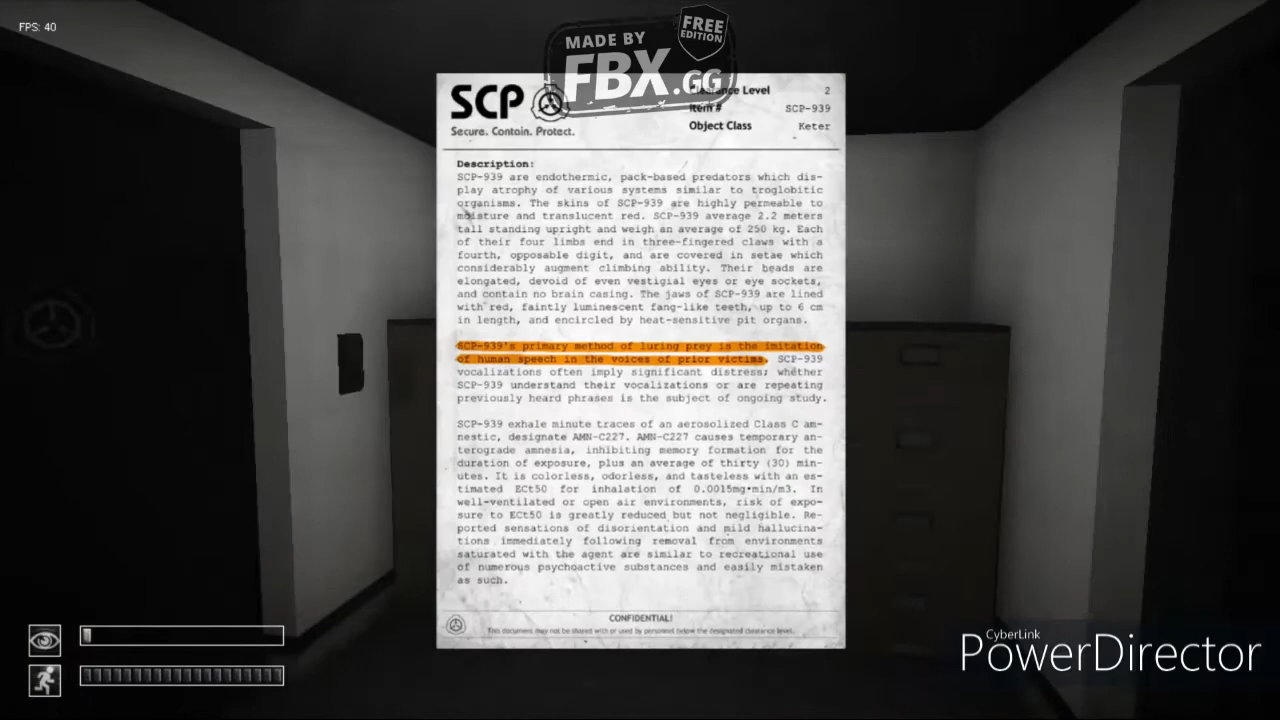 FPS: 40
MADE BY
FREE
EDITION
FBX.GG
SCP
Clearance Level 2
Item # SCP-939
Secure. Contain. Protect.
Object Class Keter
Description:
SCP-939 are endothermic, pack-based predators which dis-
play atrophy of various systems similar to troglobitic
organisms. The skins of SCP-939 are highly permeable to
moisture and translucent red. SCP-939 average 2.2 meters
tall standing upright and weigh an average of 250 kg. Each
of their four limbs end in three-fingered claws with a
fourth, opposable digit, and are covered in setae which
considerably augment climbing ability. Their heads are
elongated, devoid of even vestigial eyes or eye sockets,
and contain no brain casing. The jaws of SCP-939 are lined
with red, faintly luminescent fang-like teeth, up to 6 cm
in length, and encircled by heat-sensitive pit organs.
SCP-939's primary method of luring prey is the imitation
of human speech in the voices of prior victims. SCP-939
vocalizations often imply significant distress; whether
SCP-939 understand their vocalizations or are repeating
previously heard phrases is the subject of ongoing study.
SCP-939 exhale minute traces of an aerosolized Class C am-
nestic, designate AMN-C227. AMN-C227 causes temporary an-
terograde amnesia, inhibiting memory formation for the
duration of exposure, plus an average of thirty (30) min-
utes. It is colorless, odorless, and tasteless with an es-
timated ECt50 for inhalation of 0.0015mg•min/m3. In
well-ventilated or open air environments, risk of expo-
sure to ECt50 is greatly reduced but not negligible. Re-
ported sensations of disorientation and mild hallucina-
tions immediately following removal from environments
saturated with the agent are similar to recreational use
of numerous psychoactive substances and easily mistaken
as such.
CONFIDENTIAL!
This document may not be shared with or used by personnel below the designated clearance level.
CyberLink
PowerDirector